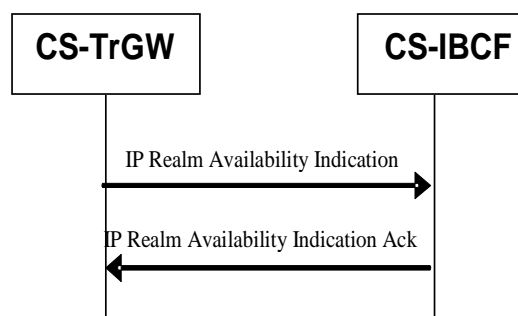 CS-TrGW
CS-IBCF
IP Realm Availability Indication
IP Realm Availability Indication Ack